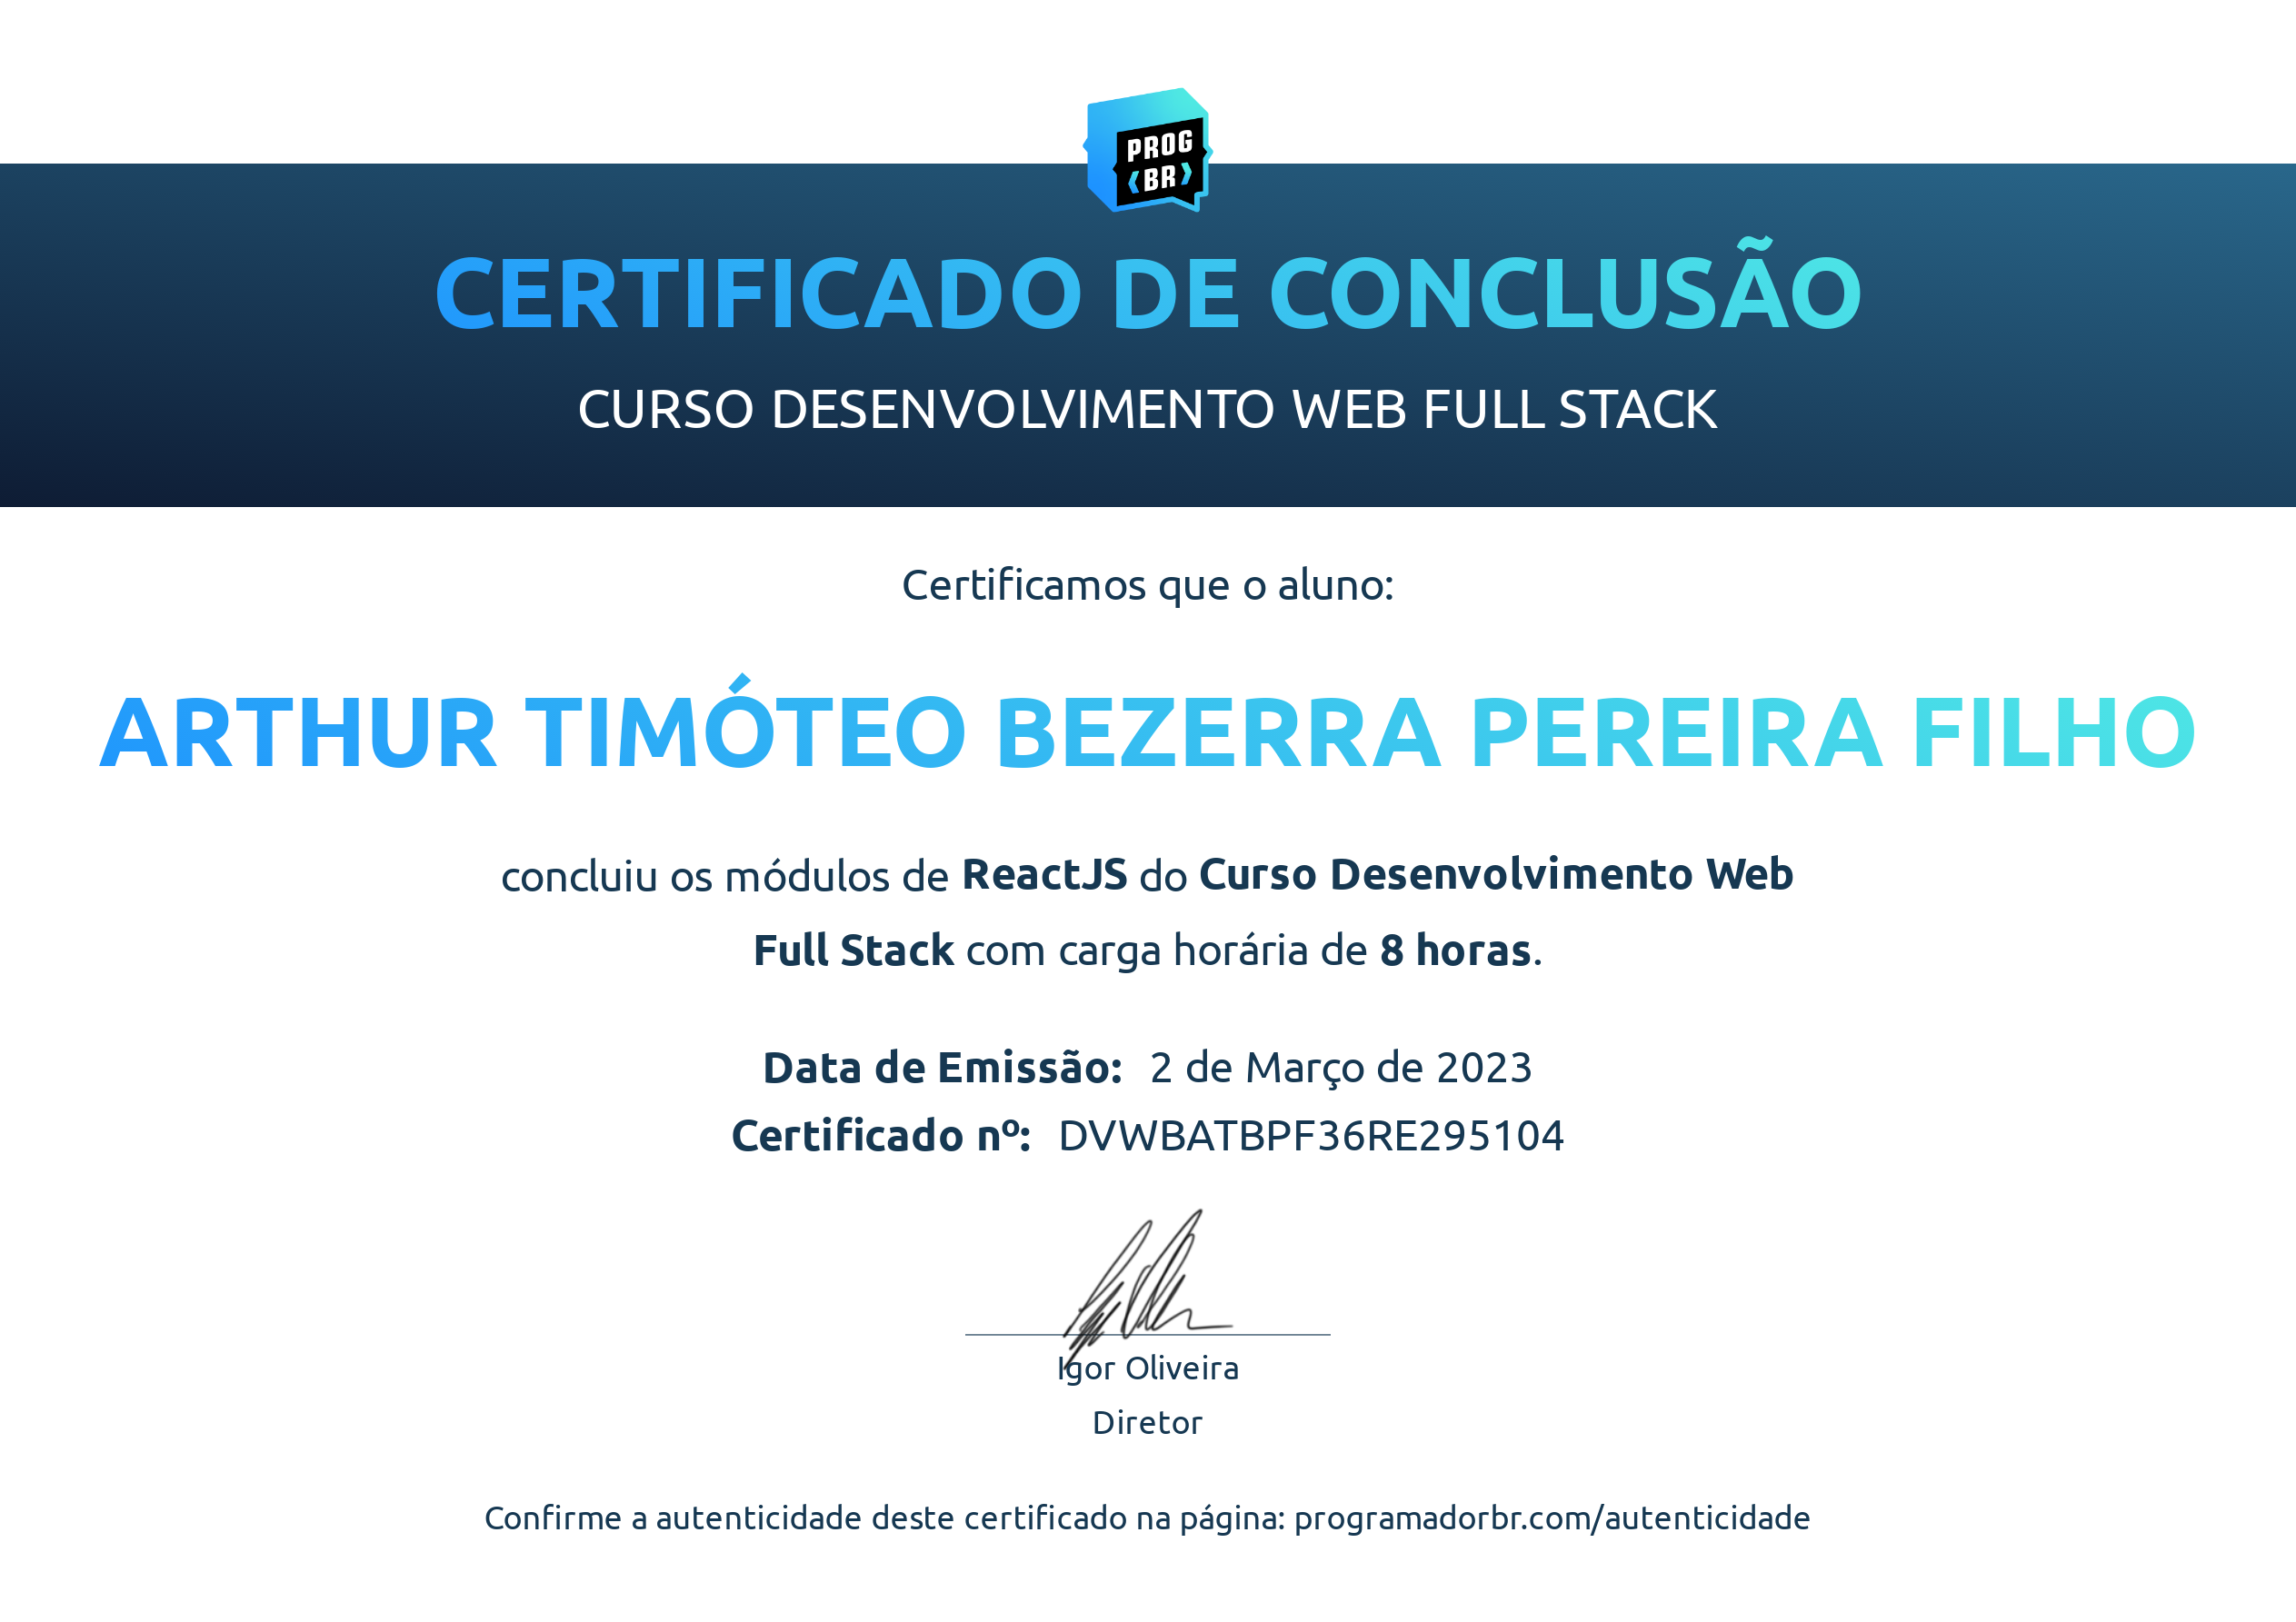 PROG
‹BR›
CERTIFICADO DE CONCLUSÃO
CURSO DESENVOLVIMENTO WEB FULL STACK
Certificamos que o aluno:
ARTHUR TIMÓTEO BEZERRA PEREIRA FILHO
concluiu os módulos de ReactJS do Curso Desenvolvimento Web
Full Stack com carga horária de 8 horas.
Data de Emissão: 2 de Março de 2023
Certificado nº: DVWBATBPF36RE295104
Igor Oliveira
Diretor
Confirme a autenticidade deste certificado na página: programadorbr.com/autenticidade